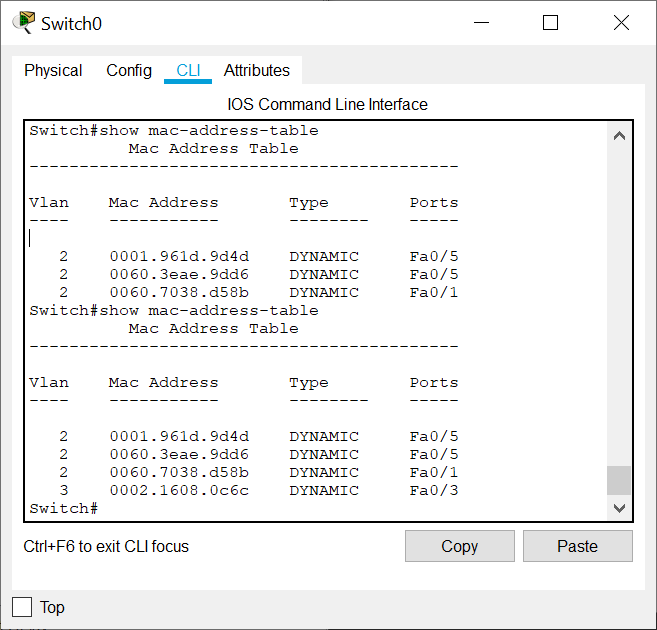 Switch0
Physical Config CLI Attributes
IOS Command Line Interface
Switch#show mac-address-table
          Mac Address Table
-------------------------------------------

Vlan    Mac Address       Type        Ports
----    -----------       --------    -----

   2    0001.961d.9d4d    DYNAMIC     Fa0/5
   2    0060.3eae.9dd6    DYNAMIC     Fa0/5
   2    0060.7038.d58b    DYNAMIC     Fa0/1
Switch#show mac-address-table
          Mac Address Table
-------------------------------------------

Vlan    Mac Address       Type        Ports
----    -----------       --------    -----

   2    0001.961d.9d4d    DYNAMIC     Fa0/5
   2    0060.3eae.9dd6    DYNAMIC     Fa0/5
   2    0060.7038.d58b    DYNAMIC     Fa0/1
   3    0002.1608.0c6c    DYNAMIC     Fa0/3
Switch#
Ctrl+F6 to exit CLI focus Copy Paste
Top